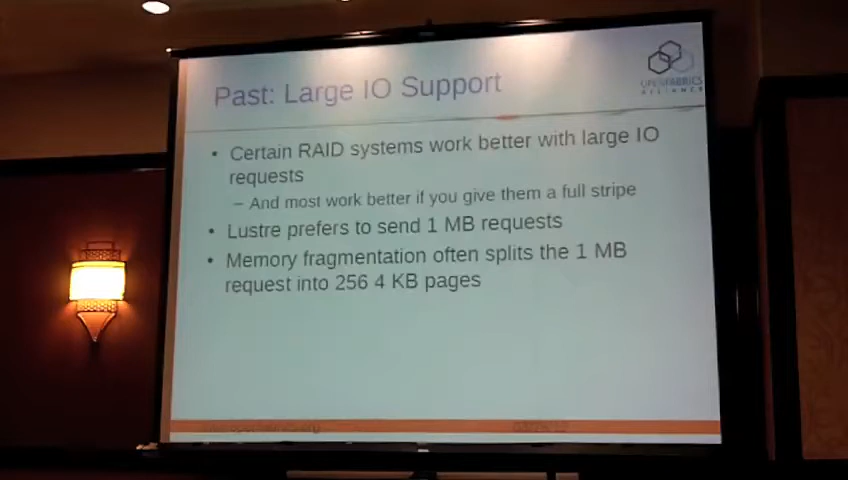 Past: Large IO Support
OPENFABRICS
ALLIANCE
• Certain RAID systems work better with large IO
requests
– And most work better if you give them a full stripe
• Lustre prefers to send 1 MB requests
• Memory fragmentation often splits the 1 MB
request into 256 4 KB pages